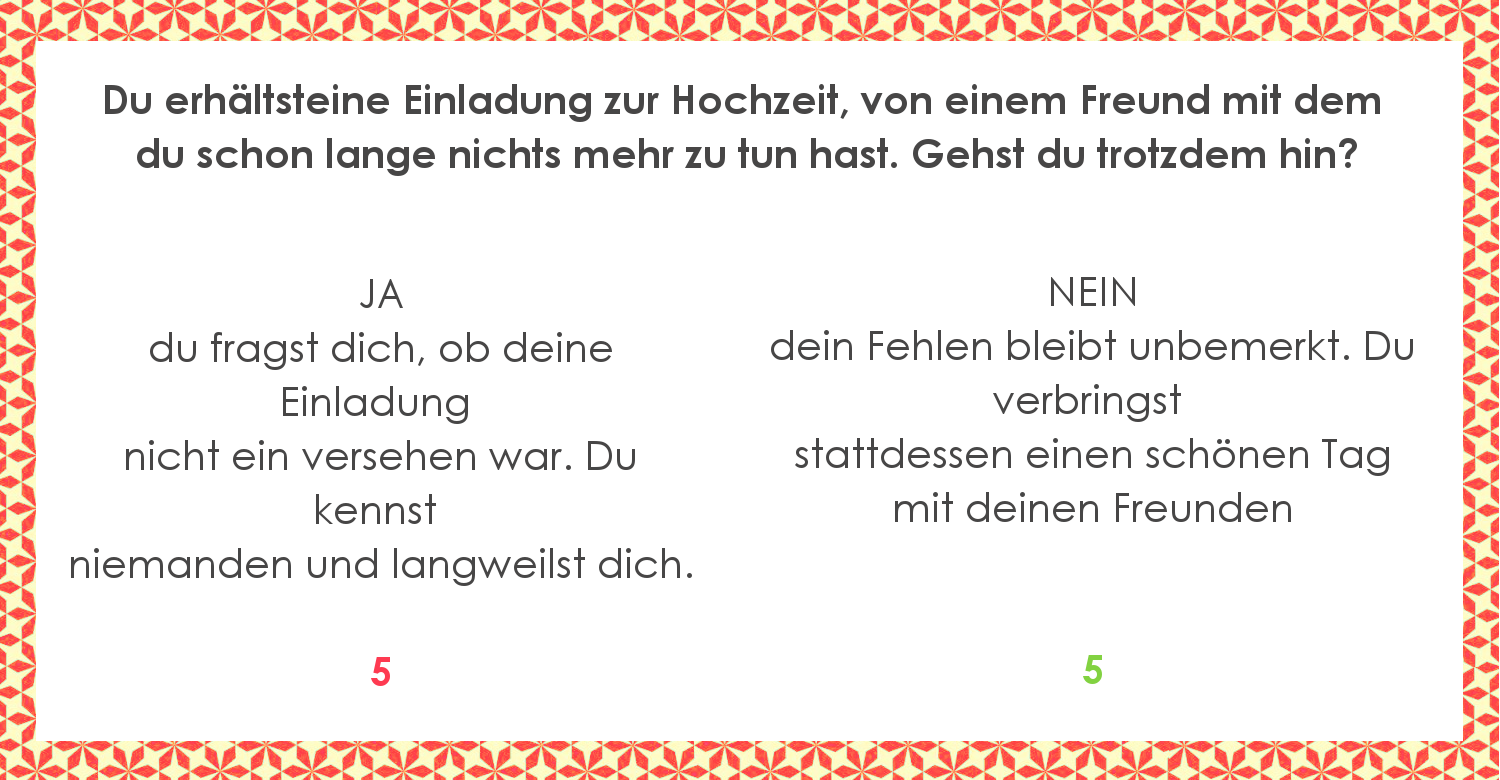 Du erhältsteine Einladung zur Hochzeit, von einem Freund mit dem
du schon lange nichts mehr zu tun hast. Gehst du trotzdem hin?
JA
du fragst dich, ob deine
Einladung
nicht ein versehen war. Du
kennst
niemanden und langweilst dich.
5
NEIN
dein Fehlen bleibt unbemerkt. Du
verbringst
stattdessen einen schönen Tag
mit deinen Freunden
5